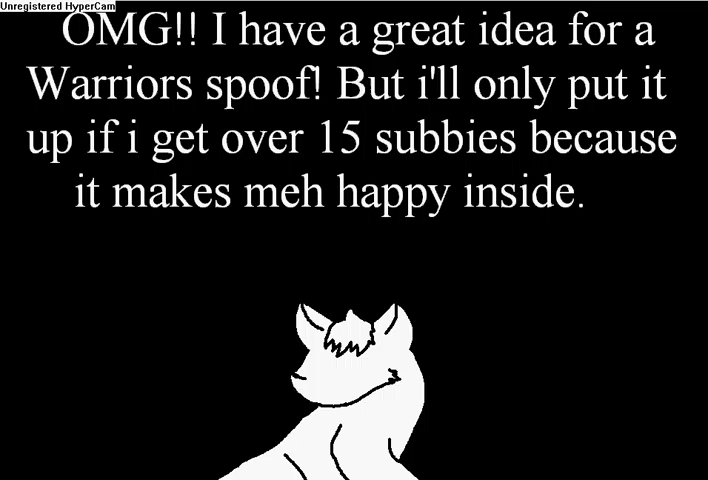 Unregistered HyperCam
OMG!! I have a great idea for a
Warriors spoof! But i'll only put it
up if i get over 15 subbies because
it makes meh happy inside.